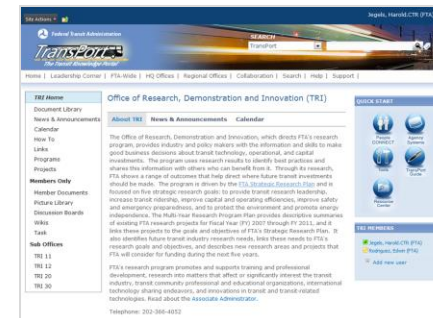 Site Actions
Jegels, Harold.CTR (FTA)
Federal Transit Administration
SEARCH
TransPort
TransPort
The Transit Knowledge Portal
Home | Leadership Corner | FTA-Wide | HQ Offices | Regional Offices | Collaboration | Search | Help | Support |
TRI Home
Document Library
News & Announcements
Calendar
How To
Links
Programs
Projects
Members Only
Member Documents
Picture Library
Discussion Boards
Wikis
Task
Sub Offices
TRI 11
TRI 12
TRI 20
TRI 30
Office of Research, Demonstration and Innovation (TRI)
About TRI News & Announcements Calendar
The Office of Research, Demonstration and Innovation, which directs FTA's research
program, provides industry and policy makers with the information and skills to make
good business decisions about transit technology, operational, and capital
investments. The program uses research results to identify best practices and
shares this information with others who can benefit from it. Through its research,
FTA shows a range of outcomes that help direct where future transit investments
should be made. The program is driven by the FTA Strategic Research Plan and is
focused on five strategic research goals: to provide transit research leadership,
increase transit ridership, improve capital and operating efficiencies, improve safety
and emergency preparedness, and to protect the environment and promote energy
independence. The Multi-Year Research Program Plan provides descriptive summaries
of existing FTA research projects for Fiscal Year (FY) 2007 through FY 2011, and it
links these projects to the goals and objectives of FTA's Strategic Research Plan. It
also identifies future transit industry research needs, links these needs to FTA's
research goals and objectives, and describes new research areas and projects that
FTA will consider for funding during the next five years.
FTA's research program promotes and supports training and professional
development, research into matters that affect or significantly interest the transit
industry, transit community professional and educational organizations, international
technology sharing endeavors, and innovations in transit and transit-related
technologies. Read about the Associate Administrator.
Telephone: 202-366-4052
QUICK START
People CONNECT
Agency Systems
Tools
TransPort Guide
Resource Center
TRI MEMBERS
Jegels, Harold.CTR (FTA)
Rodriguez, Edwin (FTA)
Add new user